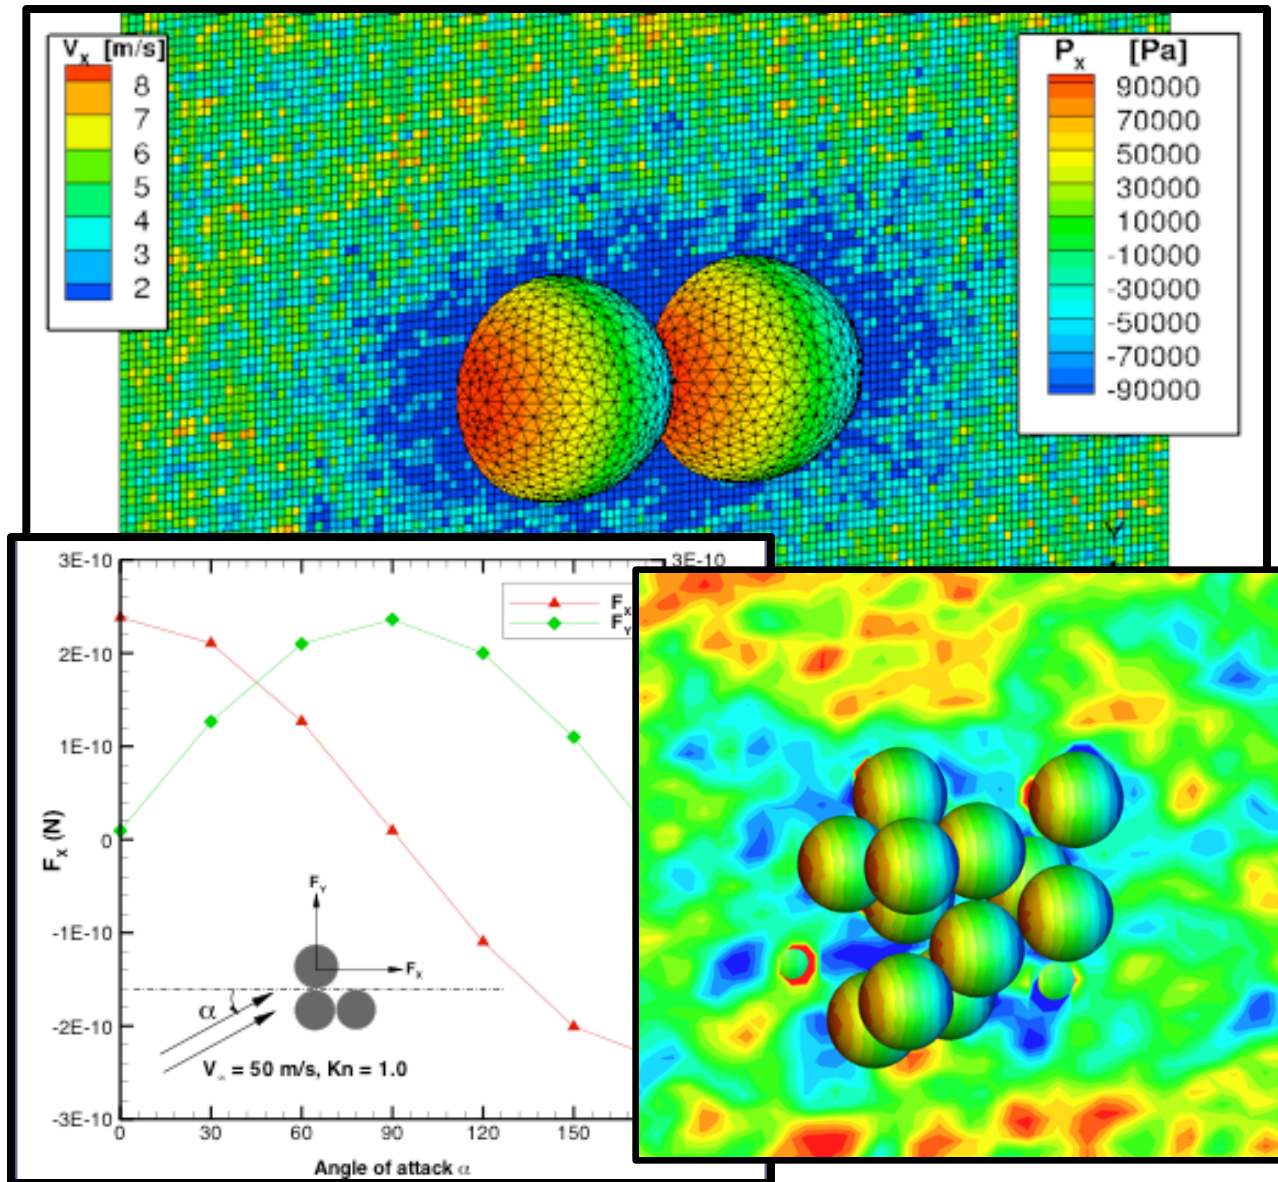 Vx [m/s]
8
7
6
5
4
3
2
Px [Pa]
90000
70000
50000
30000
10000
-10000
-30000
-50000
-70000
-90000
Y
3E-10
2E-10
1E-10
0
-1E-10
-2E-10
-3E-10
3E-10
Fx (N)
Fx
FY
FY
Fx
α
V∞ = 50 m/s, Kn = 1.0
0 30 60 90 120 150
Angle of attack α